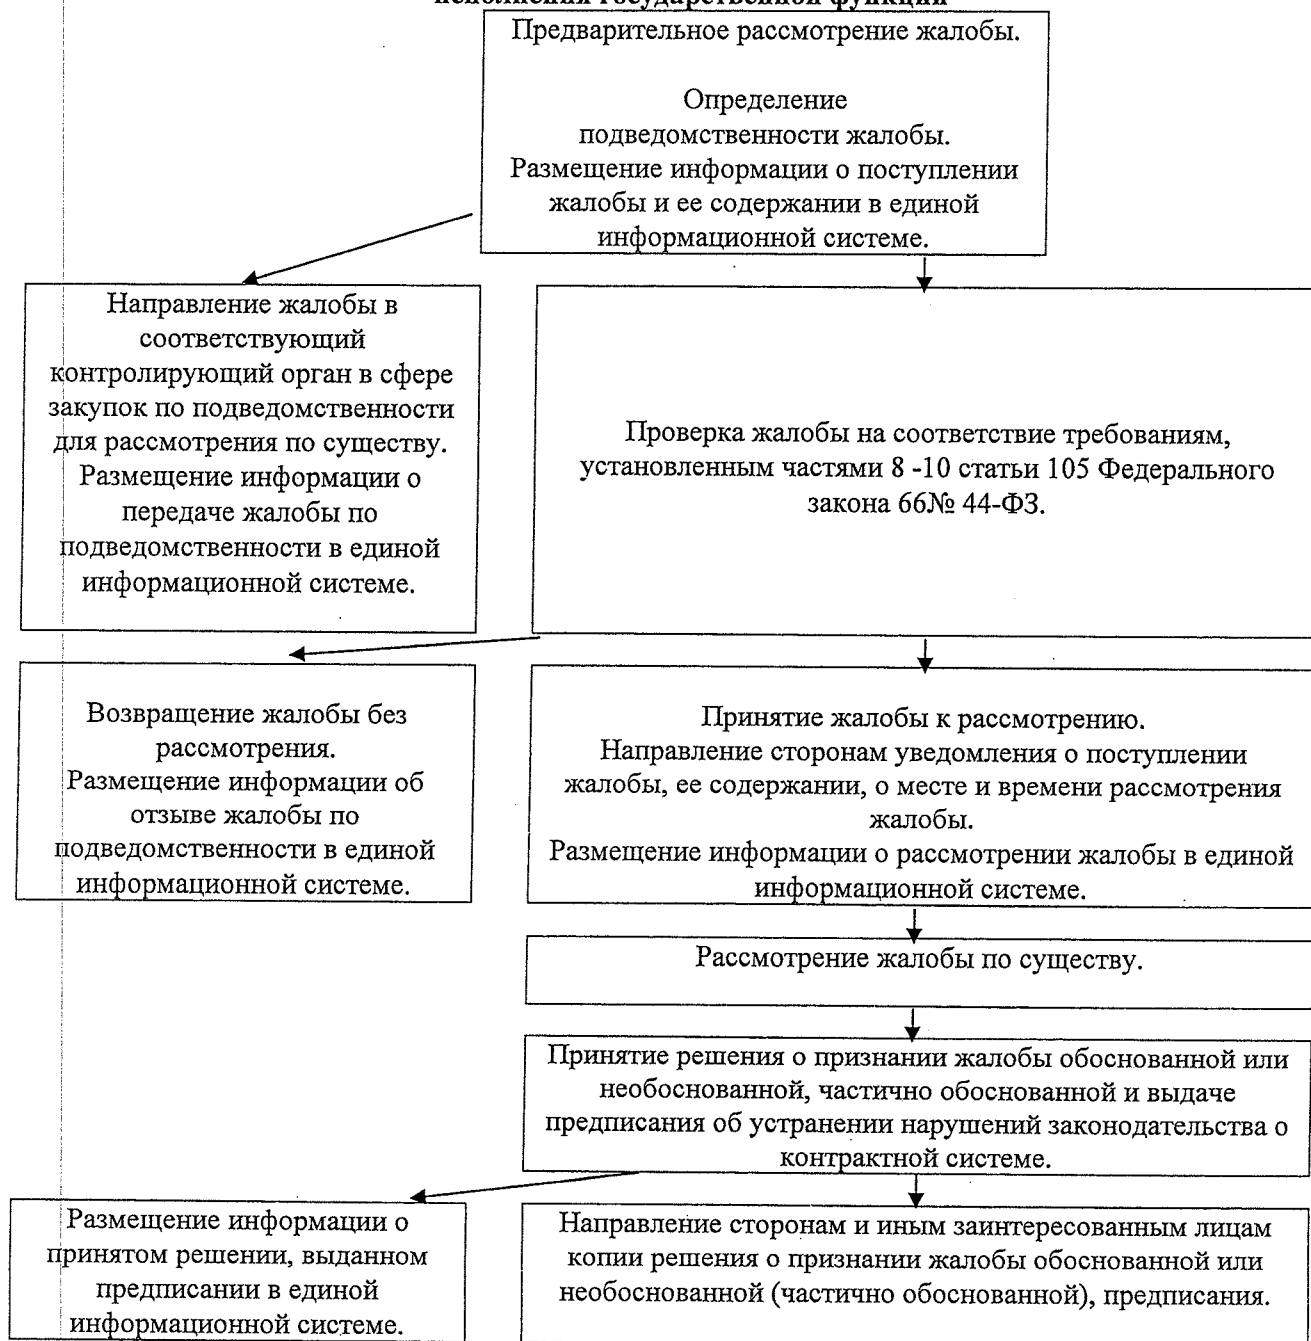 исполнения государственной функции
Предварительное рассмотрение жалобы.
Определение
подведомственности жалобы.
Размещение информации о поступлении
жалобы и ее содержании в единой
информационной системе.
Направление жалобы в
соответствующий
контролирующий орган в сфере
закупок по подведомственности
для рассмотрения по существу.
Размещение информации о
передаче жалобы по
подведомственности в единой
информационной системе.
Проверка жалобы на соответствие требованиям,
установленным частями 8 -10 статьи 105 Федерального
закона 66№ 44-ФЗ.
Возвращение жалобы без
рассмотрения.
Размещение информации об
отзыве жалобы по
подведомственности в единой
информационной системе.
Принятие жалобы к рассмотрению.
Направление сторонам уведомления о поступлении
жалобы, ее содержании, о месте и времени рассмотрения
жалобы.
Размещение информации о рассмотрении жалобы в единой
информационной системе.
Рассмотрение жалобы по существу.
Принятие решения о признании жалобы обоснованной или
необоснованной, частично обоснованной и выдаче
предписания об устранении нарушений законодательства о
контрактной системе.
Размещение информации о
принятом решении, выданном
предписании в единой
информационной системе.
Направление сторонам и иным заинтересованным лицам
копии решения о признании жалобы обоснованной или
необоснованной (частично обоснованной), предписания.